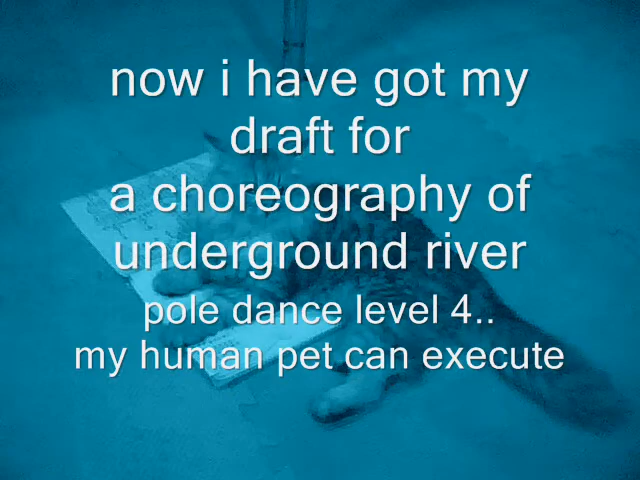 now i have got my
draft for
a choreography of
underground river
pole dance level 4..
my human pet can execute